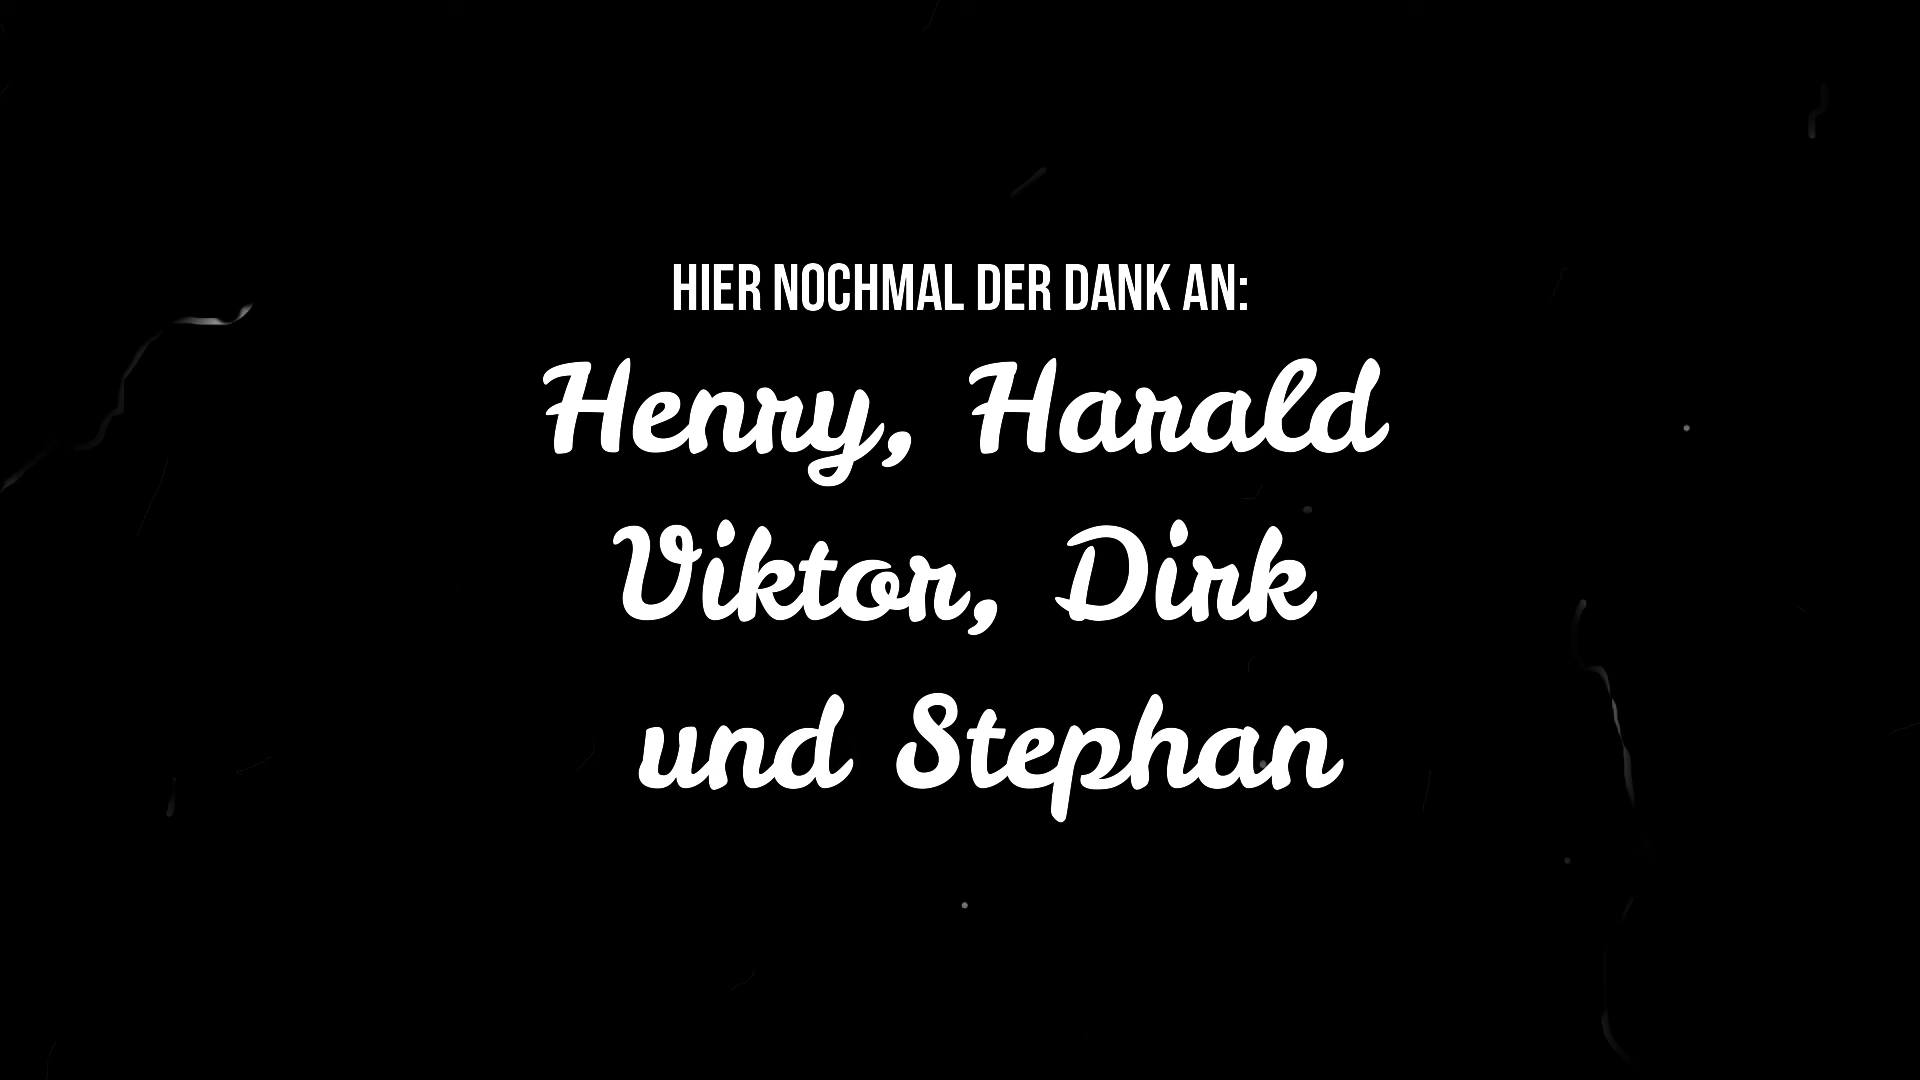 HIER NOCHMAL DER DANK AN:
Henry, Harald
Viktor, Dirk
und Stephan